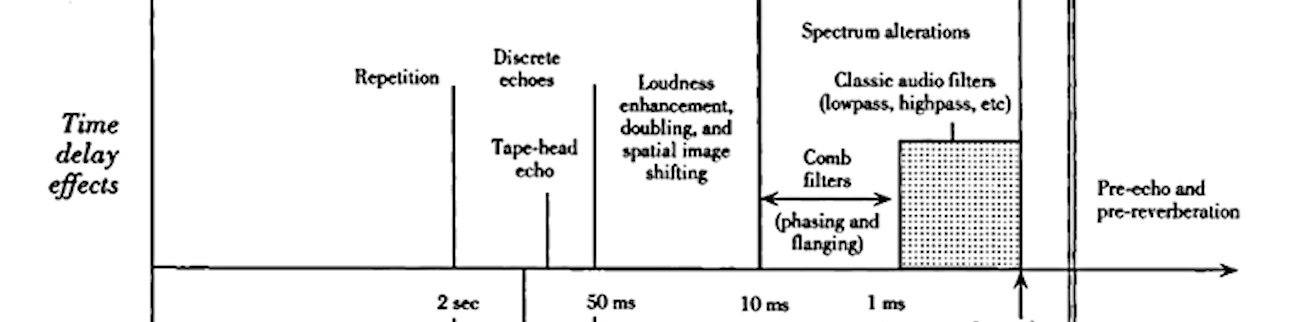 Spectrum alterations
Discrete
echoes
Repetition
Loudness
enhancement,
doubling, and
spatial image
shifting
Classic audio filters
(lowpass, highpass, etc)
Time
delay
effects
Tape-head
echo
Comb
filters
(phasing and
flanging)
Pre-echo and
pre-reverberation
2 sec
50 ms
10 ms
1 ms